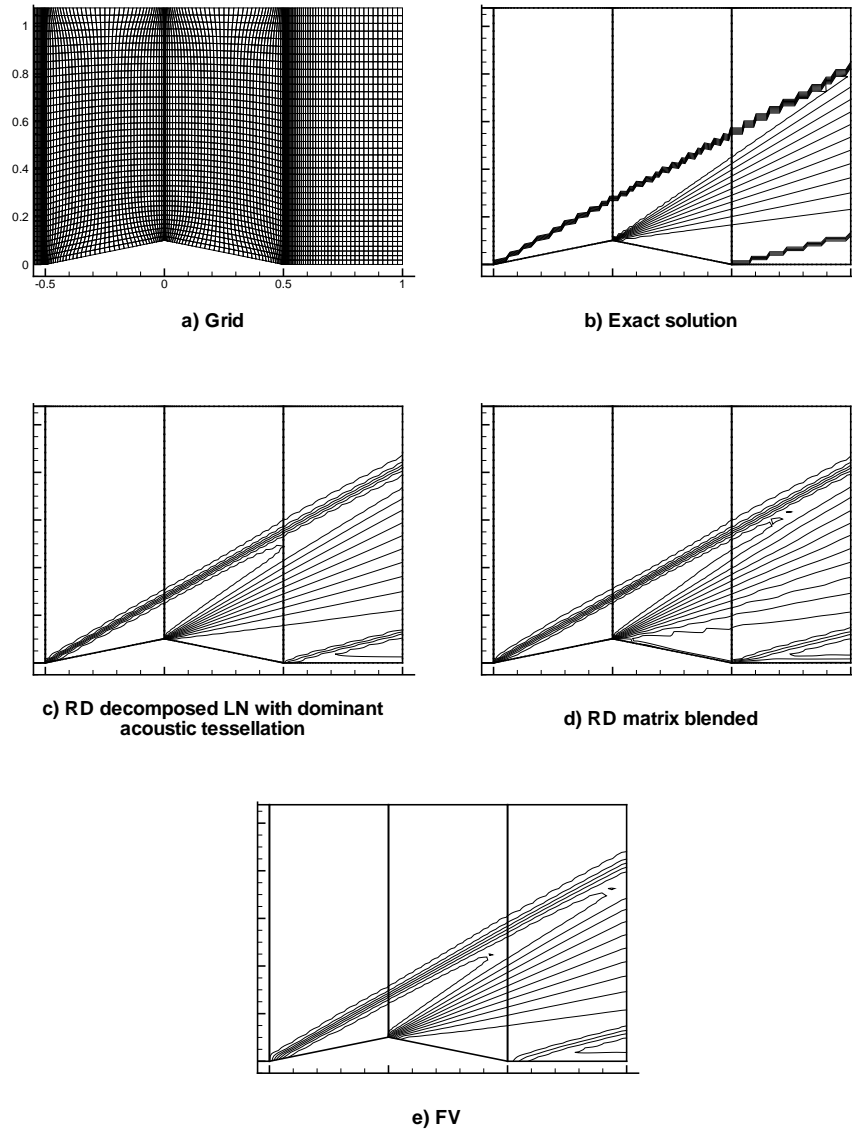 1
0.8
0.6
0.4
0.2
0
-0.5 0 0.5 1
a) Grid
b) Exact solution
c) RD decomposed LN with dominant
acoustic tessellation
d) RD matrix blended
e) FV